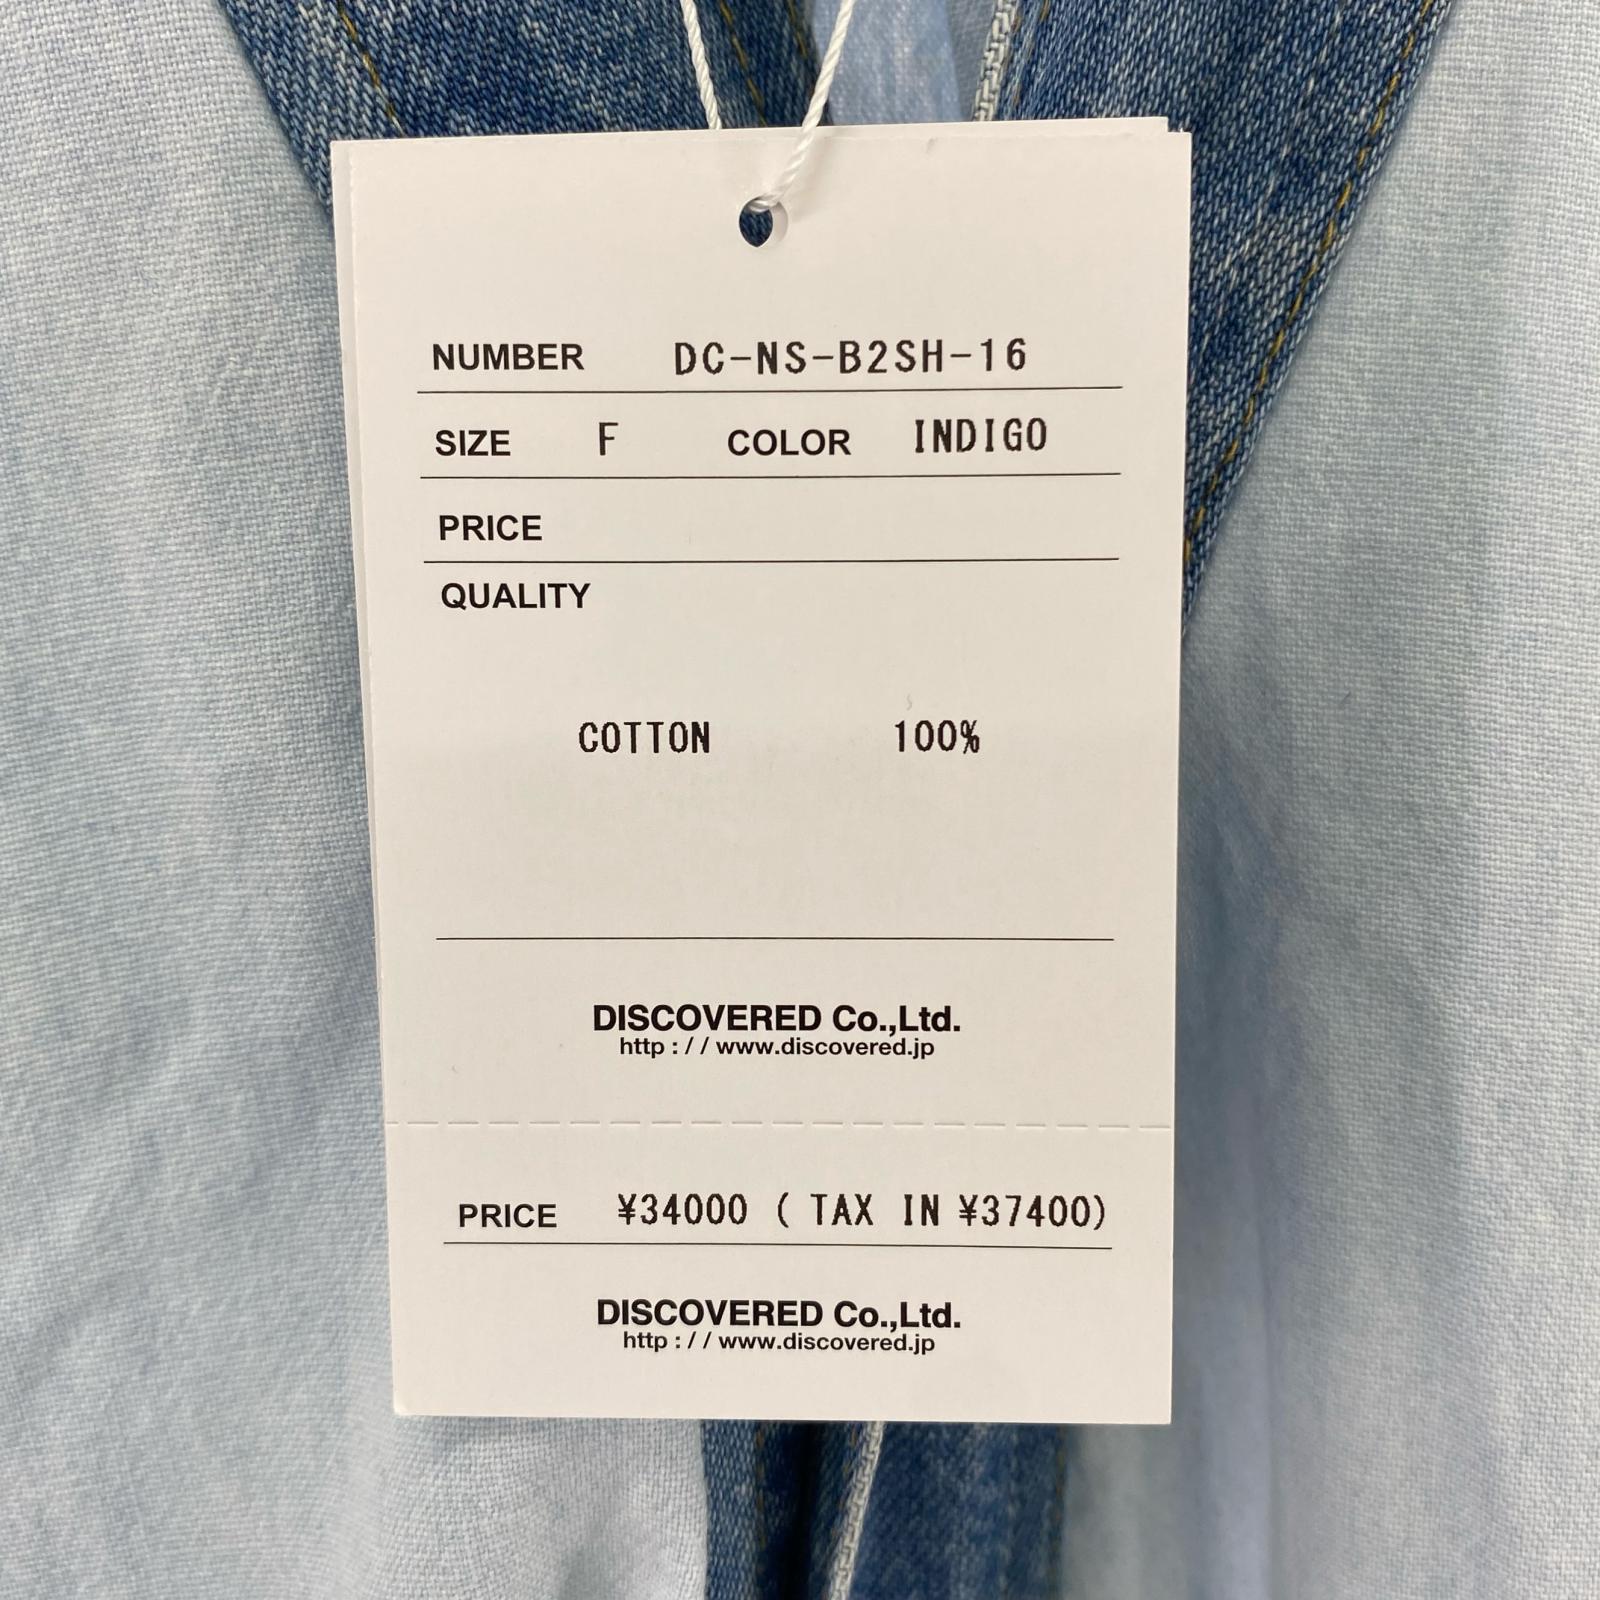 NUMBER DC-NS-B2SH-16
SIZE F COLOR INDIGO
PRICE
QUALITY
COTTON 100%
DISCOVERED Co.,Ltd.
http : / / www.discovered.jp
PRICE ¥34000 ( TAX IN ¥37400)
DISCOVERED Co.,Ltd.
http : / / www.discovered.jp